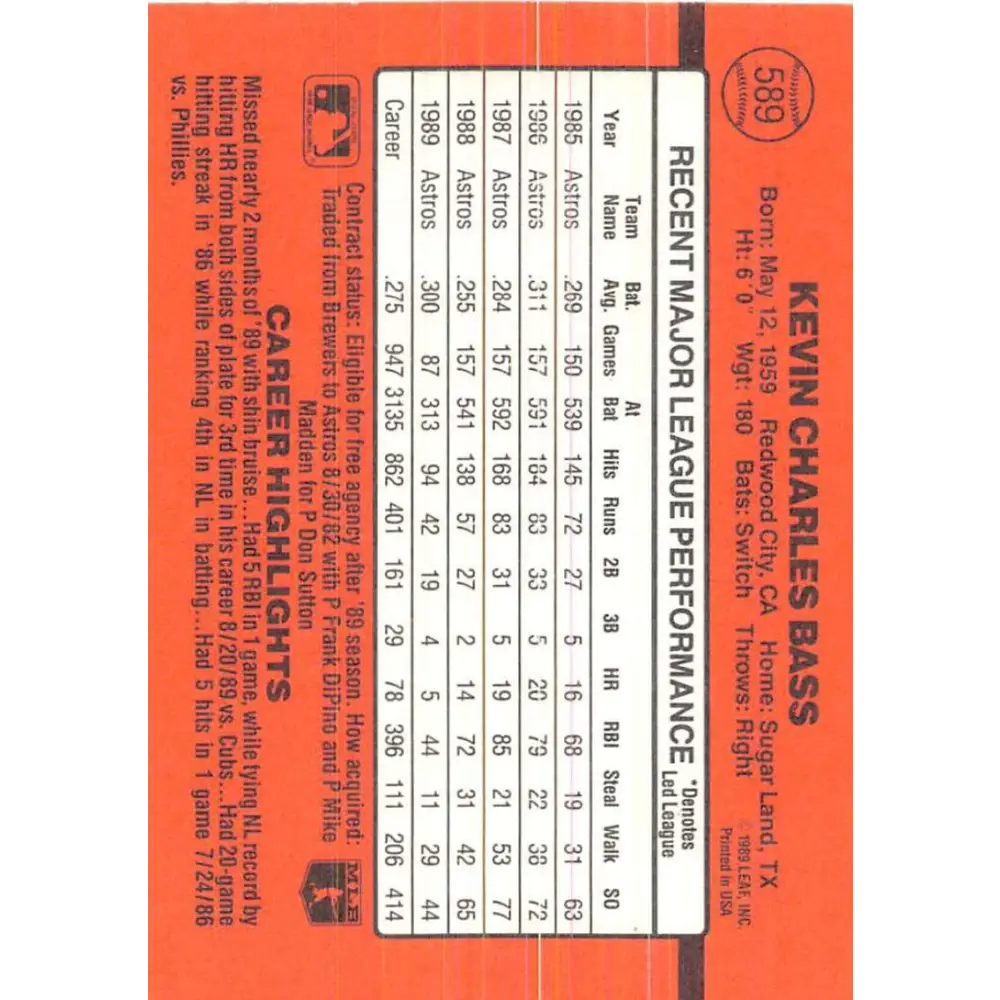 589
KEVIN CHARLES BASS
Born: May 12, 1959 Redwood City, CA Home: Sugar Land, TX
Ht: 6'0" Wgt: 180 Bats: Switch Throws: Right
© 1989 LEAF, INC.
Printed in USA
RECENT MAJOR LEAGUE PERFORMANCE
*Denotes
Led League
Year Team Name Bat. Avg. Games At Bat Hits Runs 2B 3B HR RBI Steal Walk SO
1985 Astros .269 150 539 145 72 27 5 16 68 19 31 63
1986 Astros .311 157 591 184 83 33 5 20 79 22 38 72
1987 Astros .284 157 592 168 83 31 5 19 85 21 53 77
1988 Astros .255 157 541 138 57 27 2 14 72 31 42 65
1989 Astros .300 87 313 94 42 19 4 5 44 11 29 44
Career .275 947 3135 862 401 161 29 78 396 111 206 414
Contract status: Eligible for free agency after '89 season. How acquired:
Traded from Brewers to Astros 8/30/82 with P Frank DiPino and P Mike
Madden for P Don Sutton
MLB
CAREER HIGHLIGHTS
Missed nearly 2 months of '89 with shin bruise...Had 5 RBI in 1 game, while tying NL record by
hitting HR from both sides of plate for 3rd time in his career 8/20/89 vs. Cubs...Had 20-game
hitting streak in '86 while ranking 4th in NL in batting...Had 5 hits in 1 game 7/24/86
vs. Phillies.